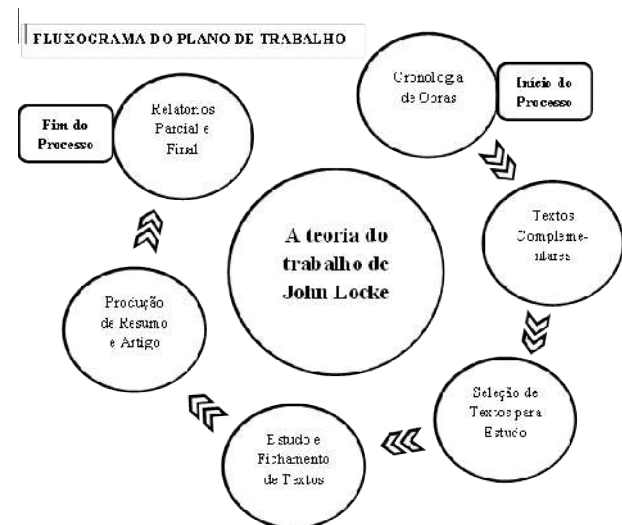 FLUXOGRAMA DO PLANO DE TRABALHO
Cronologia
de Obras
Início do
Processo
Textos
Complemen-
tares
Seleção de
Textos para
Estudo
Estudo e
Fichamento
de Textos
Produção
de Resumo
e Artigo
Relatórios
Parcial e
Final
Fim do
Processo
A teoria do
trabalho de
John Locke